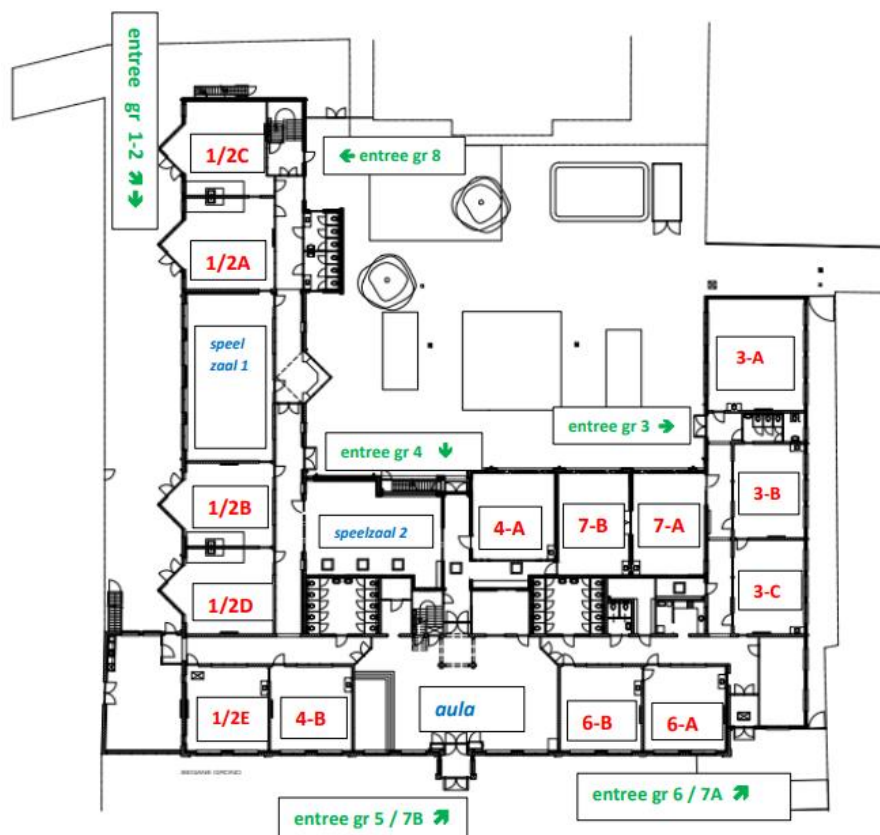 entree gr 1-2 ↗ ↓
1/2C
← entree gr 8
1/2A
speel
zaal 1
3-A
entree gr 3 →
entree gr 4 ↓
1/2B
speelzaal 2
4-A
7-B
7-A
3-B
1/2D
3-C
1/2E
4-B
aula
6-B
6-A
BEGANE GROND
entree gr 5 / 7B ↗
entree gr 6 / 7A ↗